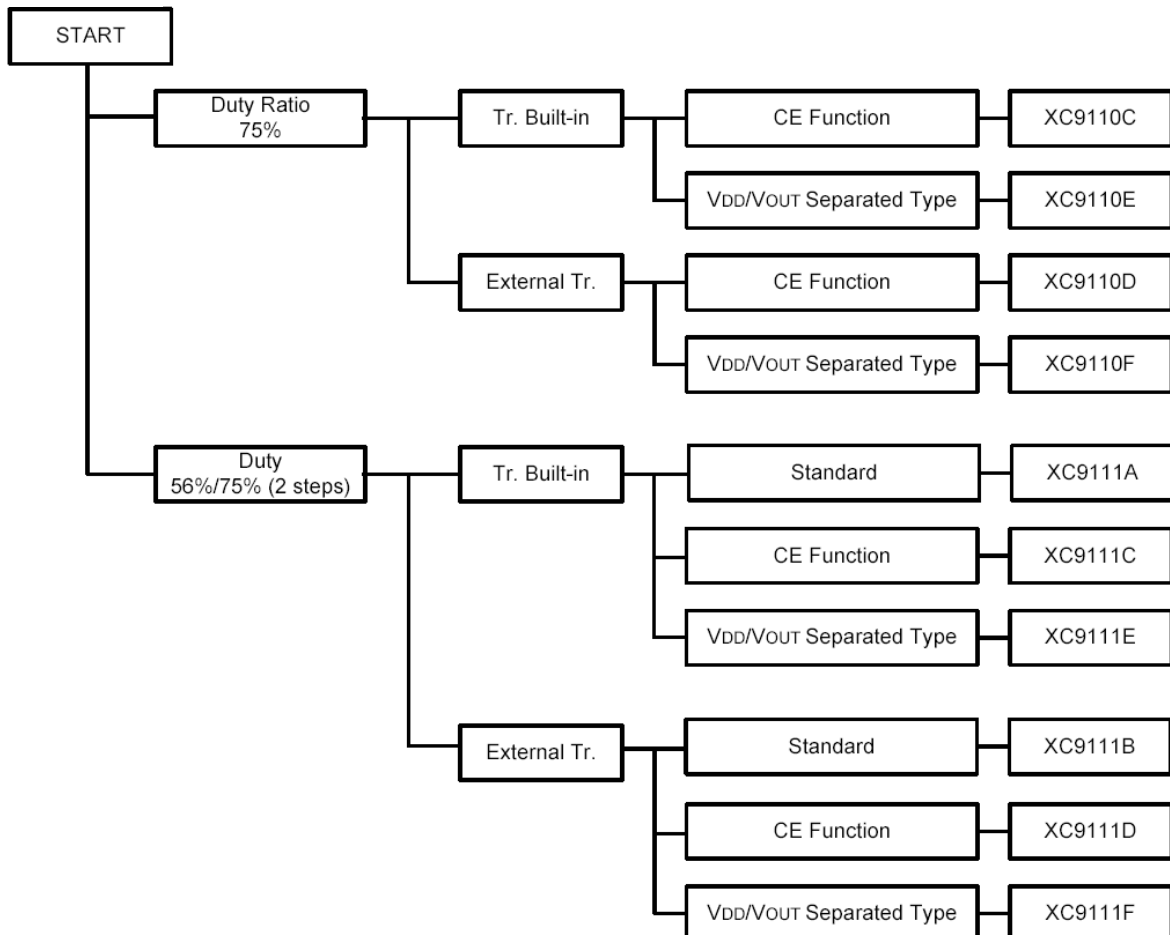 START
Duty Ratio
75%
Tr. Built-in
CE Function
XC9110C
VDD/VOUT Separated Type
XC9110E
External Tr.
CE Function
XC9110D
VDD/VOUT Separated Type
XC9110F
Duty
56%/75% (2 steps)
Tr. Built-in
Standard
XC9111A
CE Function
XC9111C
VDD/VOUT Separated Type
XC9111E
External Tr.
Standard
XC9111B
CE Function
XC9111D
VDD/VOUT Separated Type
XC9111F